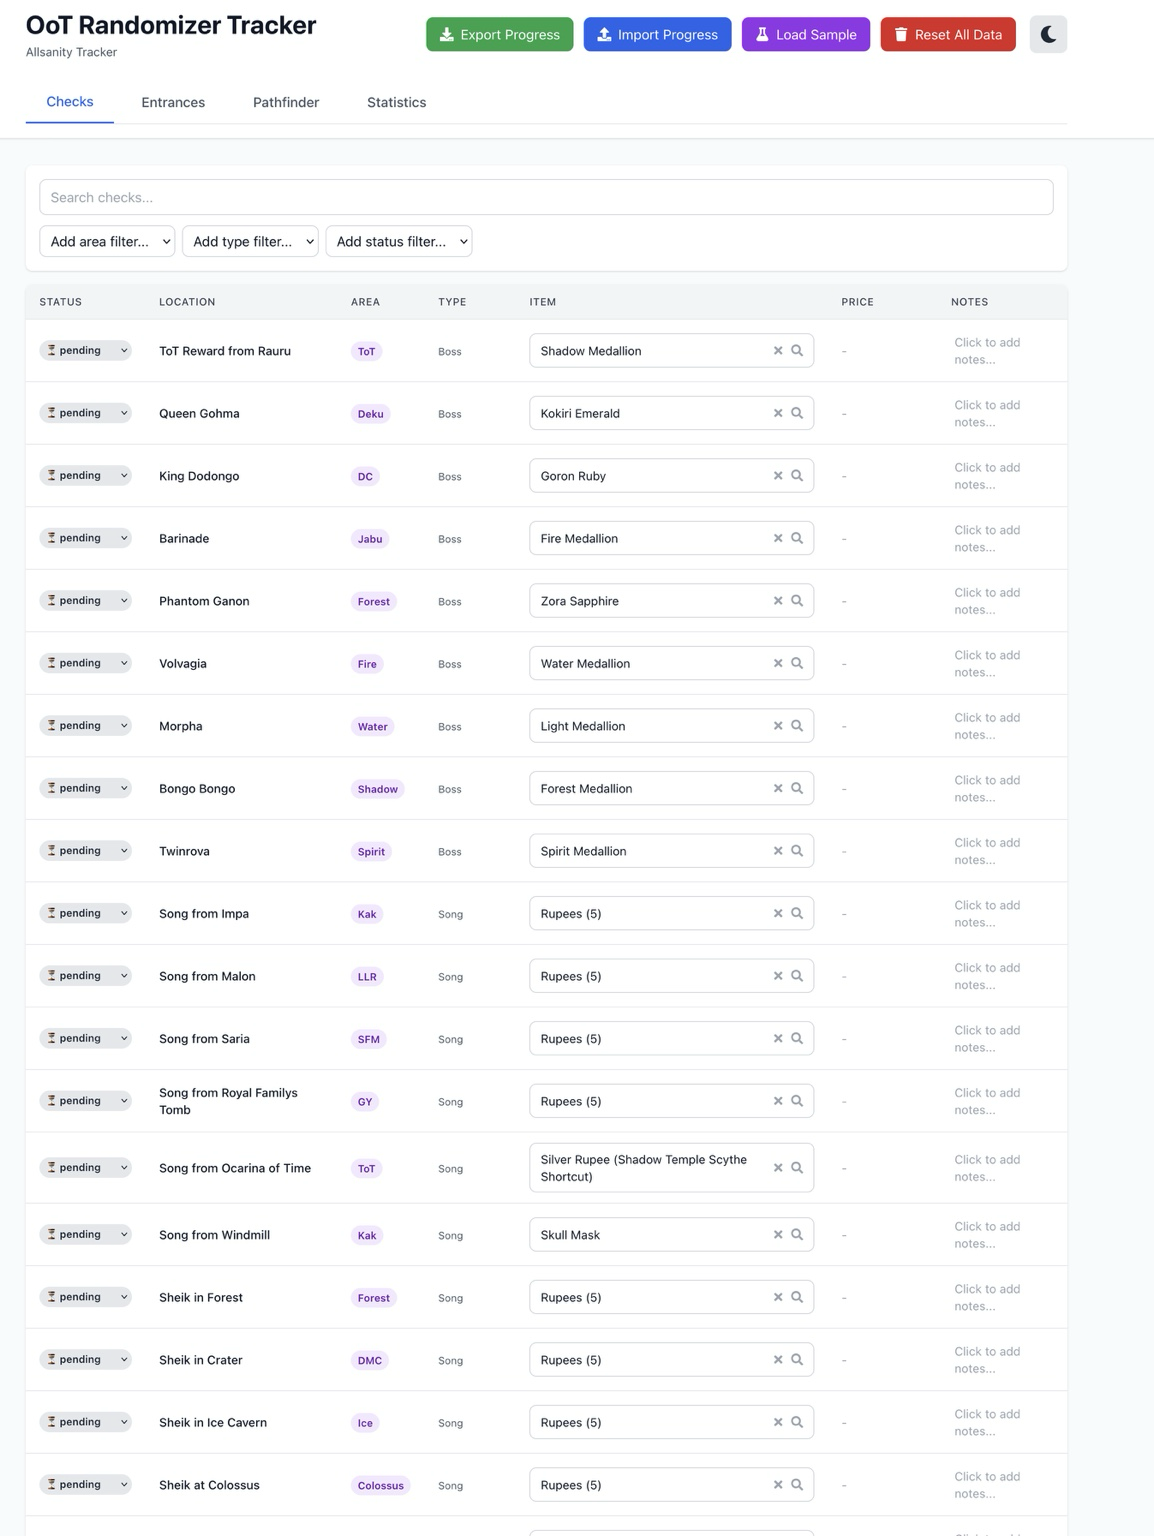 OoT Randomizer Tracker
Allsanity Tracker
Export Progress
Import Progress
Load Sample
Reset All Data
Checks
Entrances
Pathfinder
Statistics
Search checks...
Add area filter...
Add type filter...
Add status filter...
STATUS LOCATION AREA TYPE ITEM PRICE NOTES
pending ToT Reward from Rauru ToT Boss Shadow Medallion - Click to add
notes...
pending Queen Gohma Deku Boss Kokiri Emerald - Click to add
notes...
pending King Dodongo DC Boss Goron Ruby - Click to add
notes...
pending Barinade Jabu Boss Fire Medallion - Click to add
notes...
pending Phantom Ganon Forest Boss Zora Sapphire - Click to add
notes...
pending Volvagia Fire Boss Water Medallion - Click to add
notes...
pending Morpha Water Boss Light Medallion - Click to add
notes...
pending Bongo Bongo Shadow Boss Forest Medallion - Click to add
notes...
pending Twinrova Spirit Boss Spirit Medallion - Click to add
notes...
pending Song from Impa Kak Song Rupees (5) - Click to add
notes...
pending Song from Malon LLR Song Rupees (5) - Click to add
notes...
pending Song from Saria SFM Song Rupees (5) - Click to add
notes...
pending Song from Royal Familys
Tomb GY Song Rupees (5) - Click to add
notes...
pending Song from Ocarina of Time ToT Song Silver Rupee (Shadow Temple Scythe
Shortcut) - Click to add
notes...
pending Song from Windmill Kak Song Skull Mask - Click to add
notes...
pending Sheik in Forest Forest Song Rupees (5) - Click to add
notes...
pending Sheik in Crater DMC Song Rupees (5) - Click to add
notes...
pending Sheik in Ice Cavern Ice Song Rupees (5) - Click to add
notes...
pending Sheik at Colossus Colossus Song Rupees (5) - Click to add
notes...